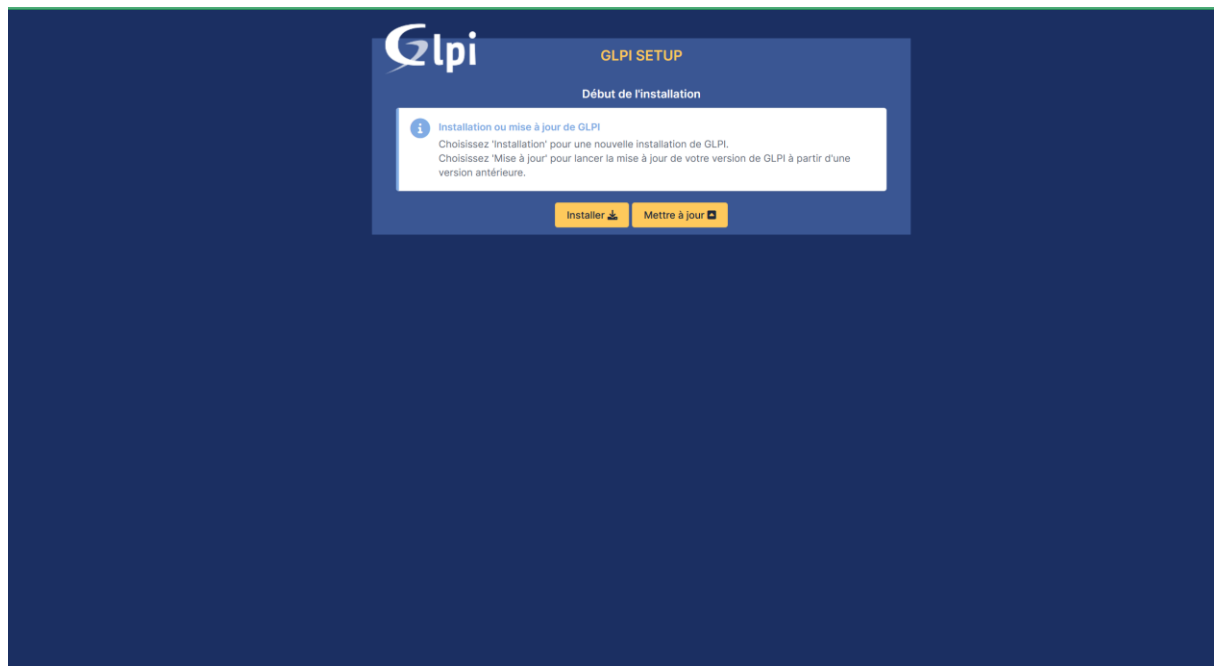 Glpi
GLPI SETUP
Début de l'installation
Installation ou mise à jour de GLPI
Choisissez 'Installation' pour une nouvelle installation de GLPI.
Choisissez 'Mise à jour' pour lancer la mise à jour de votre version de GLPI à partir d'une
version antérieure.
Installer
Mettre à jour